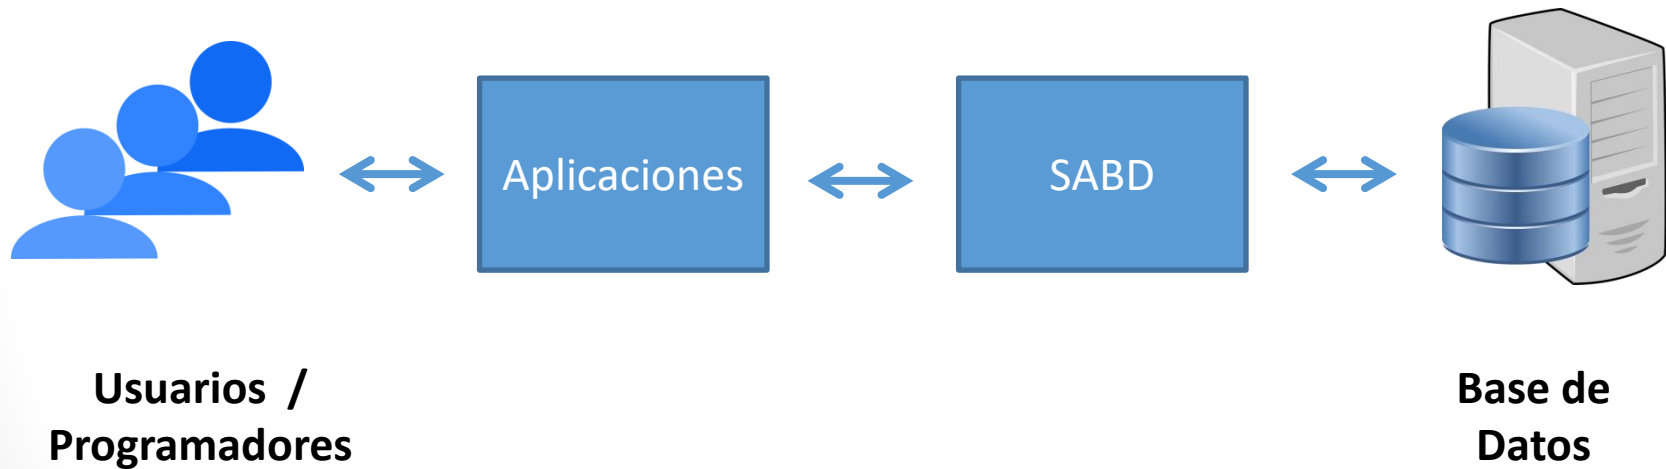 Aplicaciones
SABD
Usuarios /
Programadores
Base de
Datos